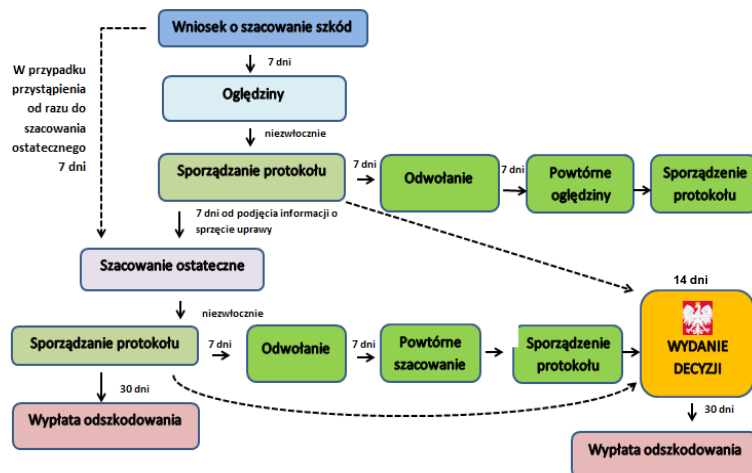 Wniosek o szacowanie szkód
7 dni
W przypadku
przystąpienia
od razu do
szacowania
ostatecznego
7 dni
Oględziny
niezwłocznie
Sporządzanie protokołu
7 dni
Odwołanie
7 dni
Powtórne
oględziny
Sporządzenie
protokołu
7 dni od podjęcia informacji o
sprzęcie uprawy
Szacowanie ostateczne
14 dni
niezwłocznie
Sporządzanie protokołu
7 dni
Odwołanie
7 dni
Powtórne
szacowanie
Sporządzenie
protokołu
WYDANIE
DECYZJI
30 dni
Wypłata odszkodowania
30 dni
Wypłata odszkodowania